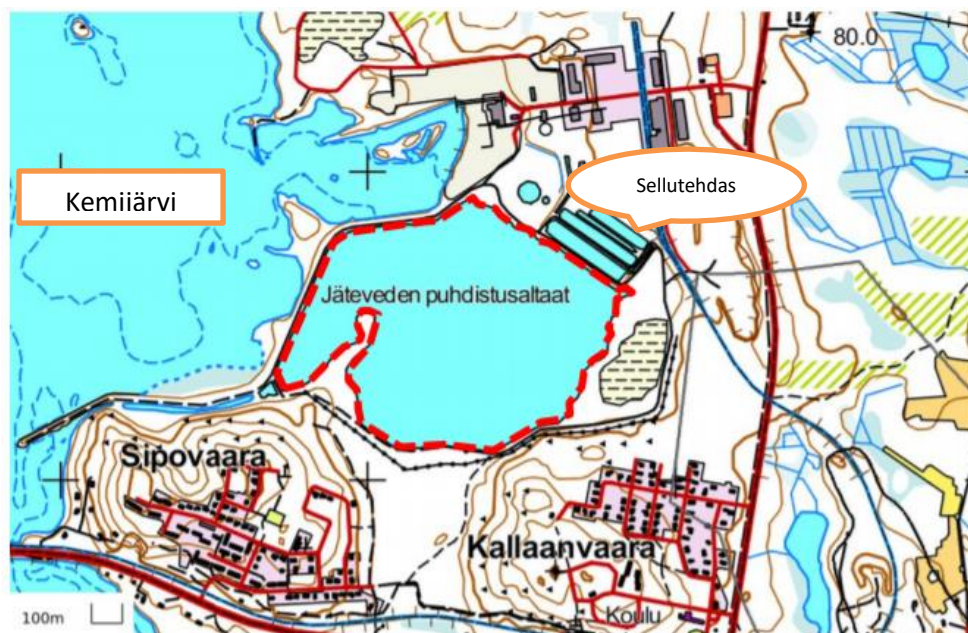 80.0
Kemiiärvi
Sellutehdas
Jäteveden puhdistusaltaat
Sipovaara
Kallaanvaara
Koulu
100m